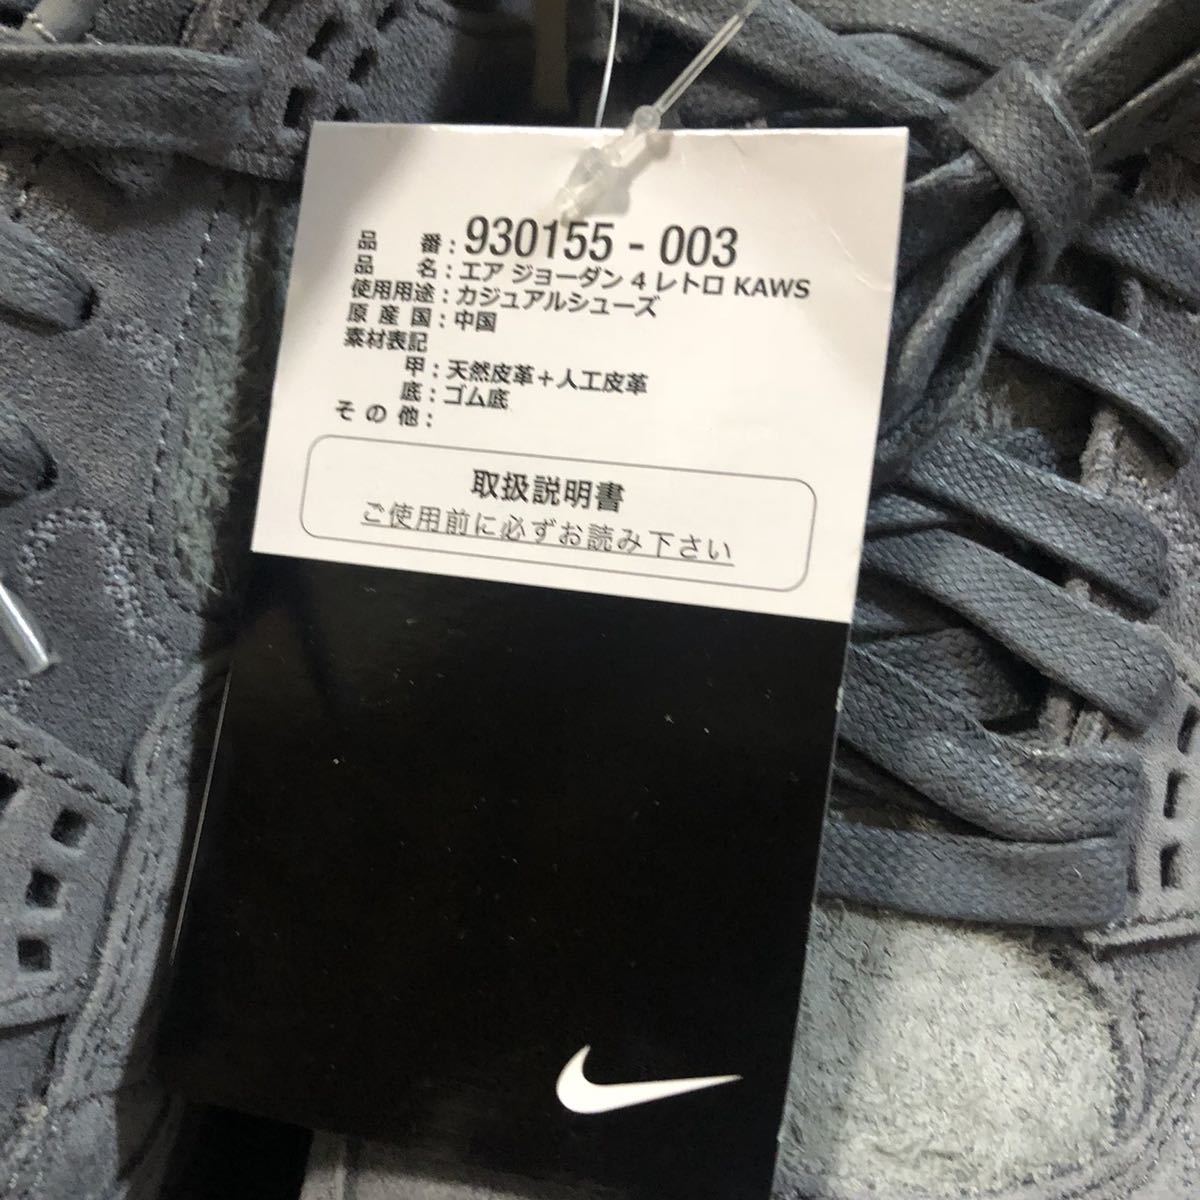 品 番 : 930155 - 003
品 名 : エア ジョーダン 4 レトロ KAWS
使用用途 : カジュアルシューズ
原 産 国 : 中国
素材表記
甲 : 天然皮革＋人工皮革
底 : ゴム底
そ の 他 :
取扱説明書
ご使用前に必ずお読み下さい